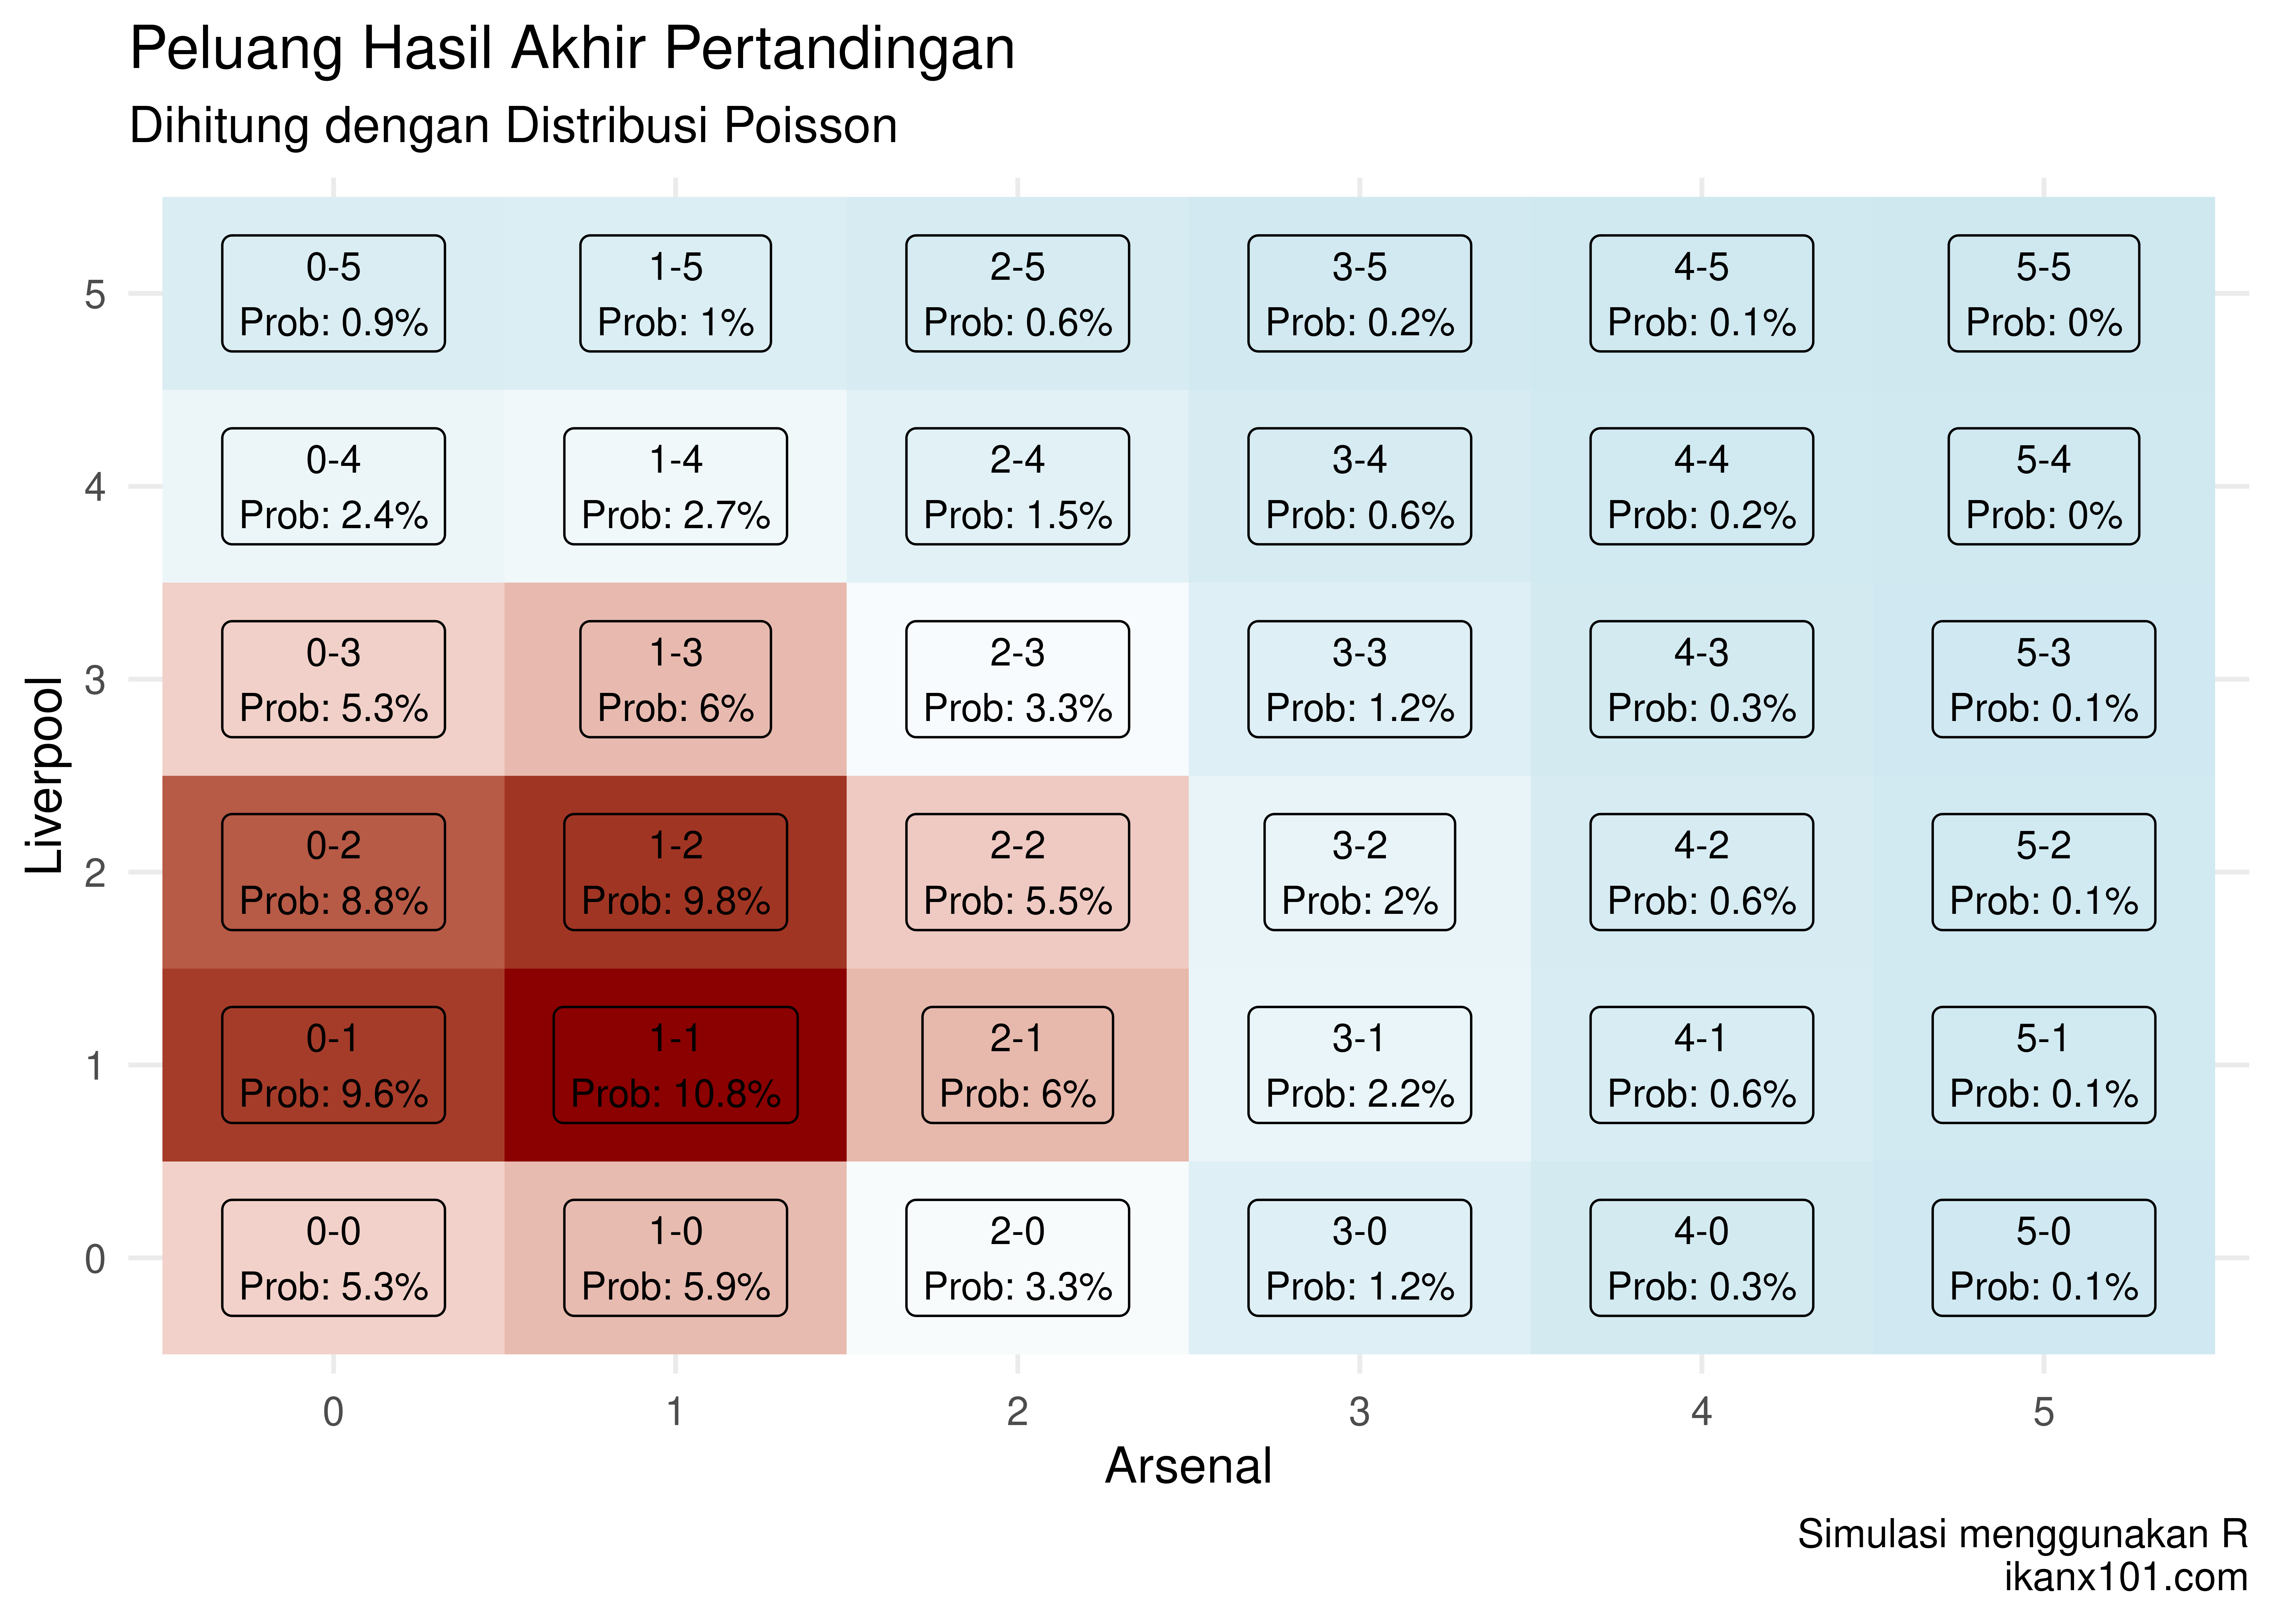 Peluang Hasil Akhir Pertandingan
Dihitung dengan Distribusi Poisson
Liverpool
5
0-5
Prob: 0.9%
1-5
Prob: 1%
2-5
Prob: 0.6%
3-5
Prob: 0.2%
4-5
Prob: 0.1%
5-5
Prob: 0%
4
0-4
Prob: 2.4%
1-4
Prob: 2.7%
2-4
Prob: 1.5%
3-4
Prob: 0.6%
4-4
Prob: 0.2%
5-4
Prob: 0%
3
0-3
Prob: 5.3%
1-3
Prob: 6%
2-3
Prob: 3.3%
3-3
Prob: 1.2%
4-3
Prob: 0.3%
5-3
Prob: 0.1%
2
0-2
Prob: 8.8%
1-2
Prob: 9.8%
2-2
Prob: 5.5%
3-2
Prob: 2%
4-2
Prob: 0.6%
5-2
Prob: 0.1%
1
0-1
Prob: 9.6%
1-1
Prob: 10.8%
2-1
Prob: 6%
3-1
Prob: 2.2%
4-1
Prob: 0.6%
5-1
Prob: 0.1%
0
0-0
Prob: 5.3%
1-0
Prob: 5.9%
2-0
Prob: 3.3%
3-0
Prob: 1.2%
4-0
Prob: 0.3%
5-0
Prob: 0.1%
0 1 2 3 4 5
Arsenal
Simulasi menggunakan R
ikanx101.com